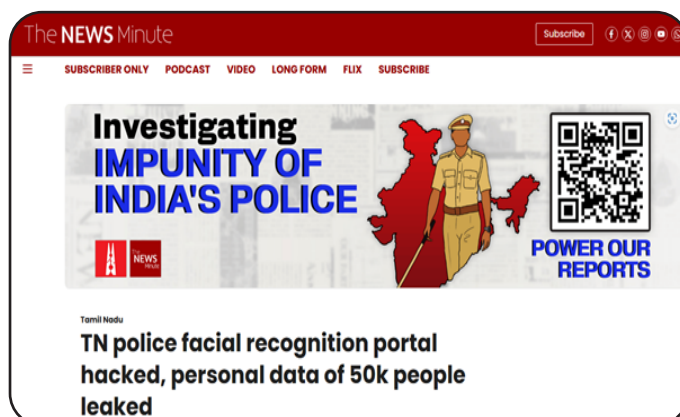 The NEWS Minute
Subscribe
SUBSCRIBER ONLY PODCAST VIDEO LONG FORM FLIX SUBSCRIBE
Investigating
IMPUNITY OF
INDIA'S POLICE
The
NEWS
Minute
POWER OUR
REPORTS
Tamil Nadu
TN police facial recognition portal
hacked, personal data of 50k people
leaked